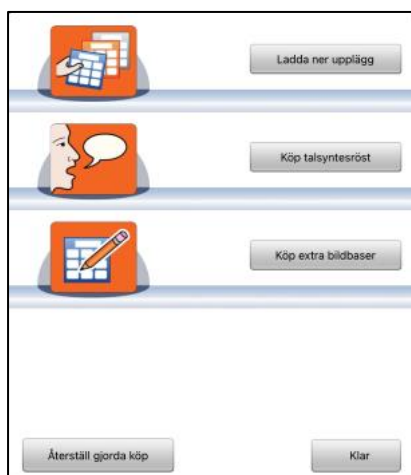 Ladda ner upplägg
Köp talsyntesröst
Köp extra bildbaser
Återställ gjorda köp
Klar